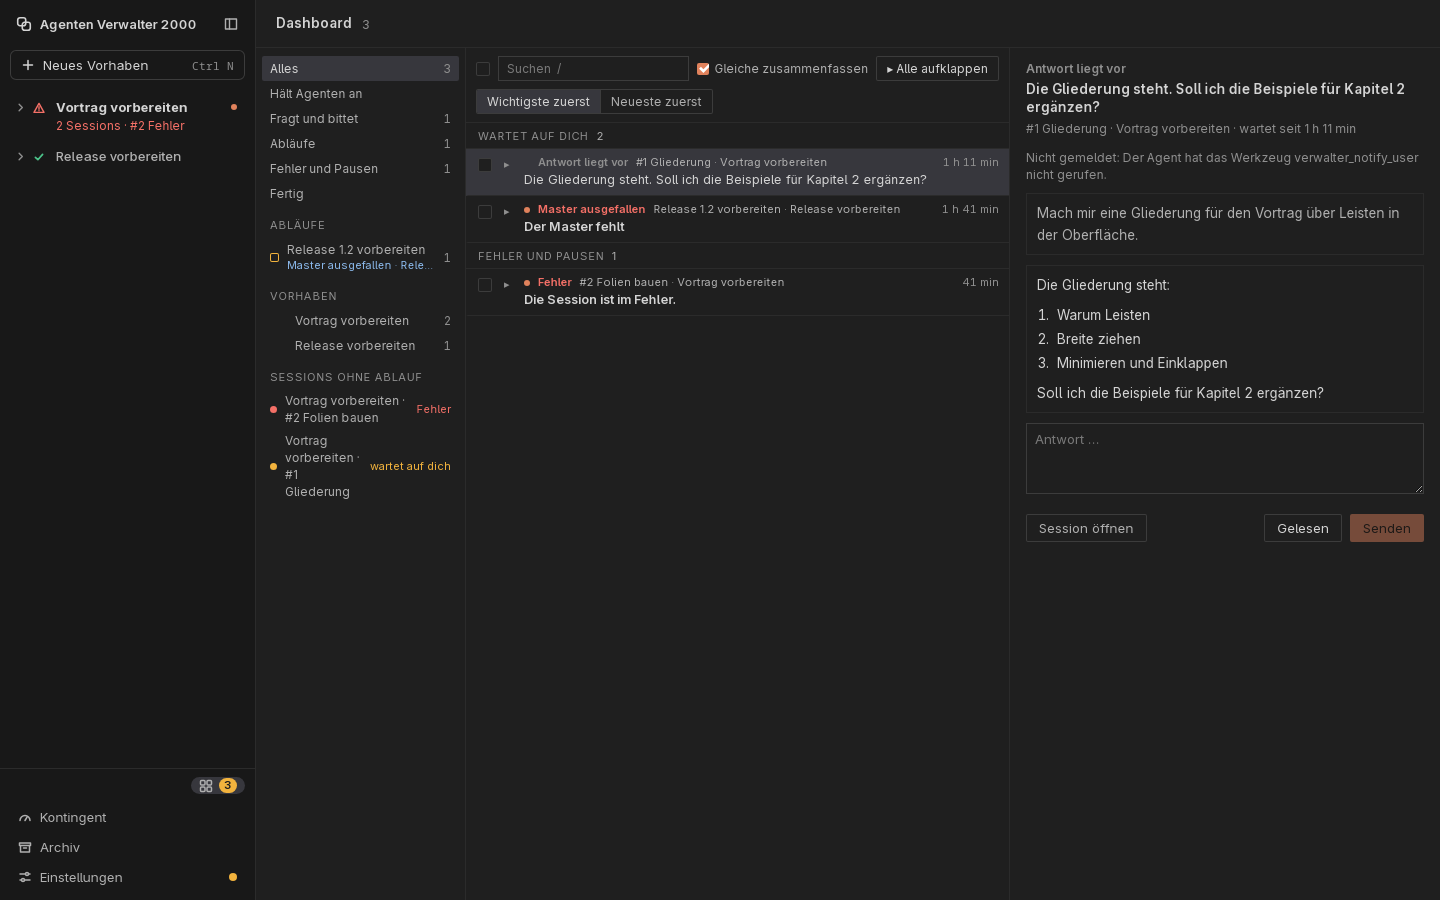 Agenten Verwalter 2000
Neues Vorhaben Ctrl N
Vortrag vorbereiten
2 Sessions · #2 Fehler
Release vorbereiten
3
Kontingent
Archiv
Einstellungen
Dashboard 3
Alles 3
Hält Agenten an
Fragt und bittet 1
Abläufe 1
Fehler und Pausen 1
Fertig
ABLÄUFE
Release 1.2 vorbereiten 1
Master ausgefallen · Rele…
VORHABEN
Vortrag vorbereiten 2
Release vorbereiten 1
SESSIONS OHNE ABLAUF
Vortrag vorbereiten ·
#2 Folien bauen
Fehler
Vortrag
vorbereiten ·
#1
Gliederung
wartet auf dich
Suchen /
Gleiche zusammenfassen
▸ Alle aufklappen
Wichtigste zuerst Neueste zuerst
WARTET AUF DICH 2
Antwort liegt vor #1 Gliederung · Vortrag vorbereiten 1 h 11 min
Die Gliederung steht. Soll ich die Beispiele für Kapitel 2 ergänzen?
Master ausgefallen Release 1.2 vorbereiten · Release vorbereiten 1 h 41 min
Der Master fehlt
FEHLER UND PAUSEN 1
Fehler #2 Folien bauen · Vortrag vorbereiten 41 min
Die Session ist im Fehler.
Antwort liegt vor
Die Gliederung steht. Soll ich die Beispiele für Kapitel 2
ergänzen?
#1 Gliederung · Vortrag vorbereiten · wartet seit 1 h 11 min
Nicht gemeldet: Der Agent hat das Werkzeug verwalter_notify_user
nicht gerufen.
Mach mir eine Gliederung für den Vortrag über Leisten in
der Oberfläche.
Die Gliederung steht:
1. Warum Leisten
2. Breite ziehen
3. Minimieren und Einklappen
Soll ich die Beispiele für Kapitel 2 ergänzen?
Antwort …
Session öffnen Gelesen Senden